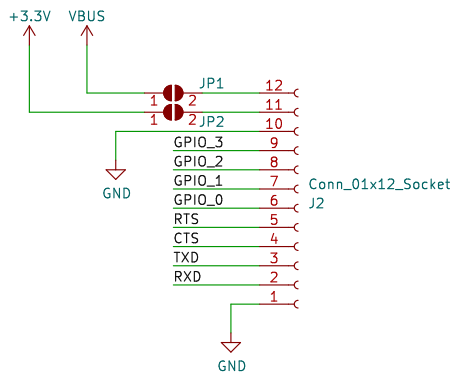 +3.3V VBUS
JP1
1 2 12
1 2 11
JP2 10
GND
GPIO_3 9
GPIO_2 8
GPIO_1 7
GPIO_0 6
RTS 5
CTS 4
TXD 3
RXD 2
1
Conn_01x12_Socket
J2
GND